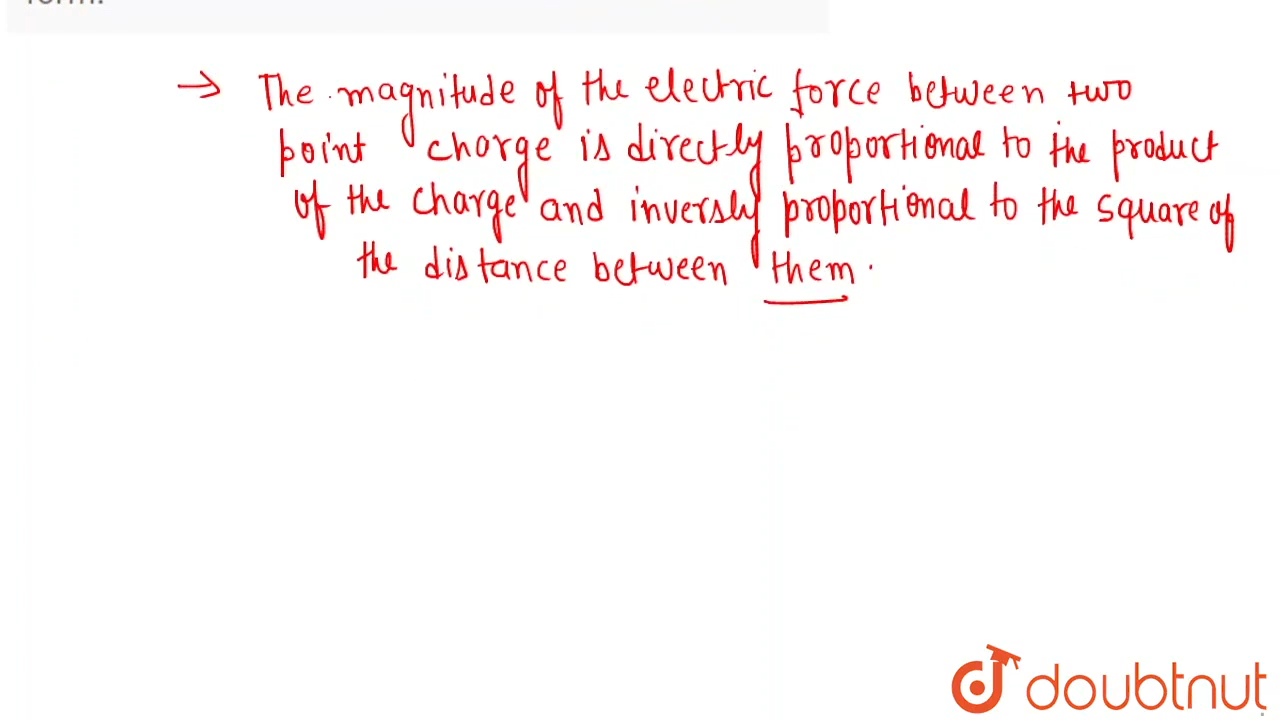 → The magnitude of the electric force between two
point charge is directly proportional to the product
of the charge and inversly proportional to the square of
the distance between them.
doubtnut